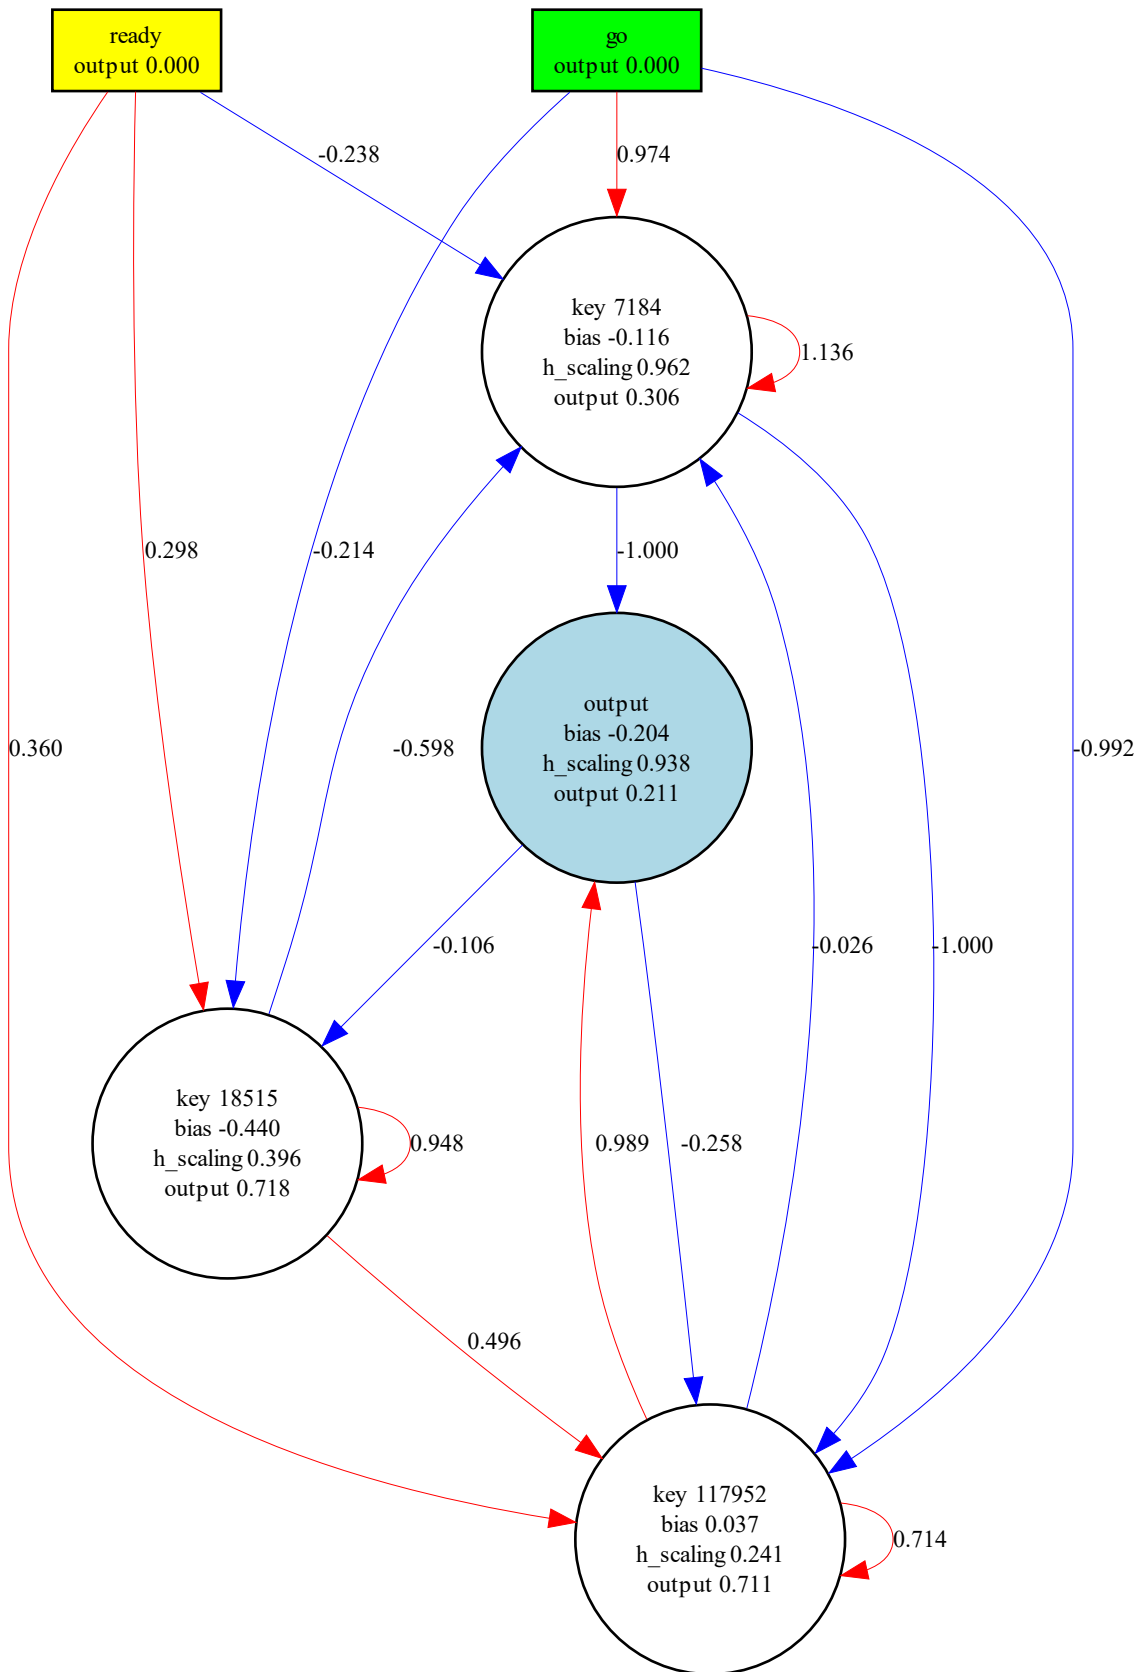 ready
output 0.000
go
output 0.000
-0.238
0.974
key 7184
bias -0.116
h_scaling 0.962
output 0.306
1.136
0.298
-0.214
-1.000
output
bias -0.204
h_scaling 0.938
output 0.211
0.360
-0.598
-0.992
-0.106
-0.026
-1.000
key 18515
bias -0.440
h_scaling 0.396
output 0.718
0.948
0.989
-0.258
0.496
key 117952
bias 0.037
h_scaling 0.241
output 0.711
0.714